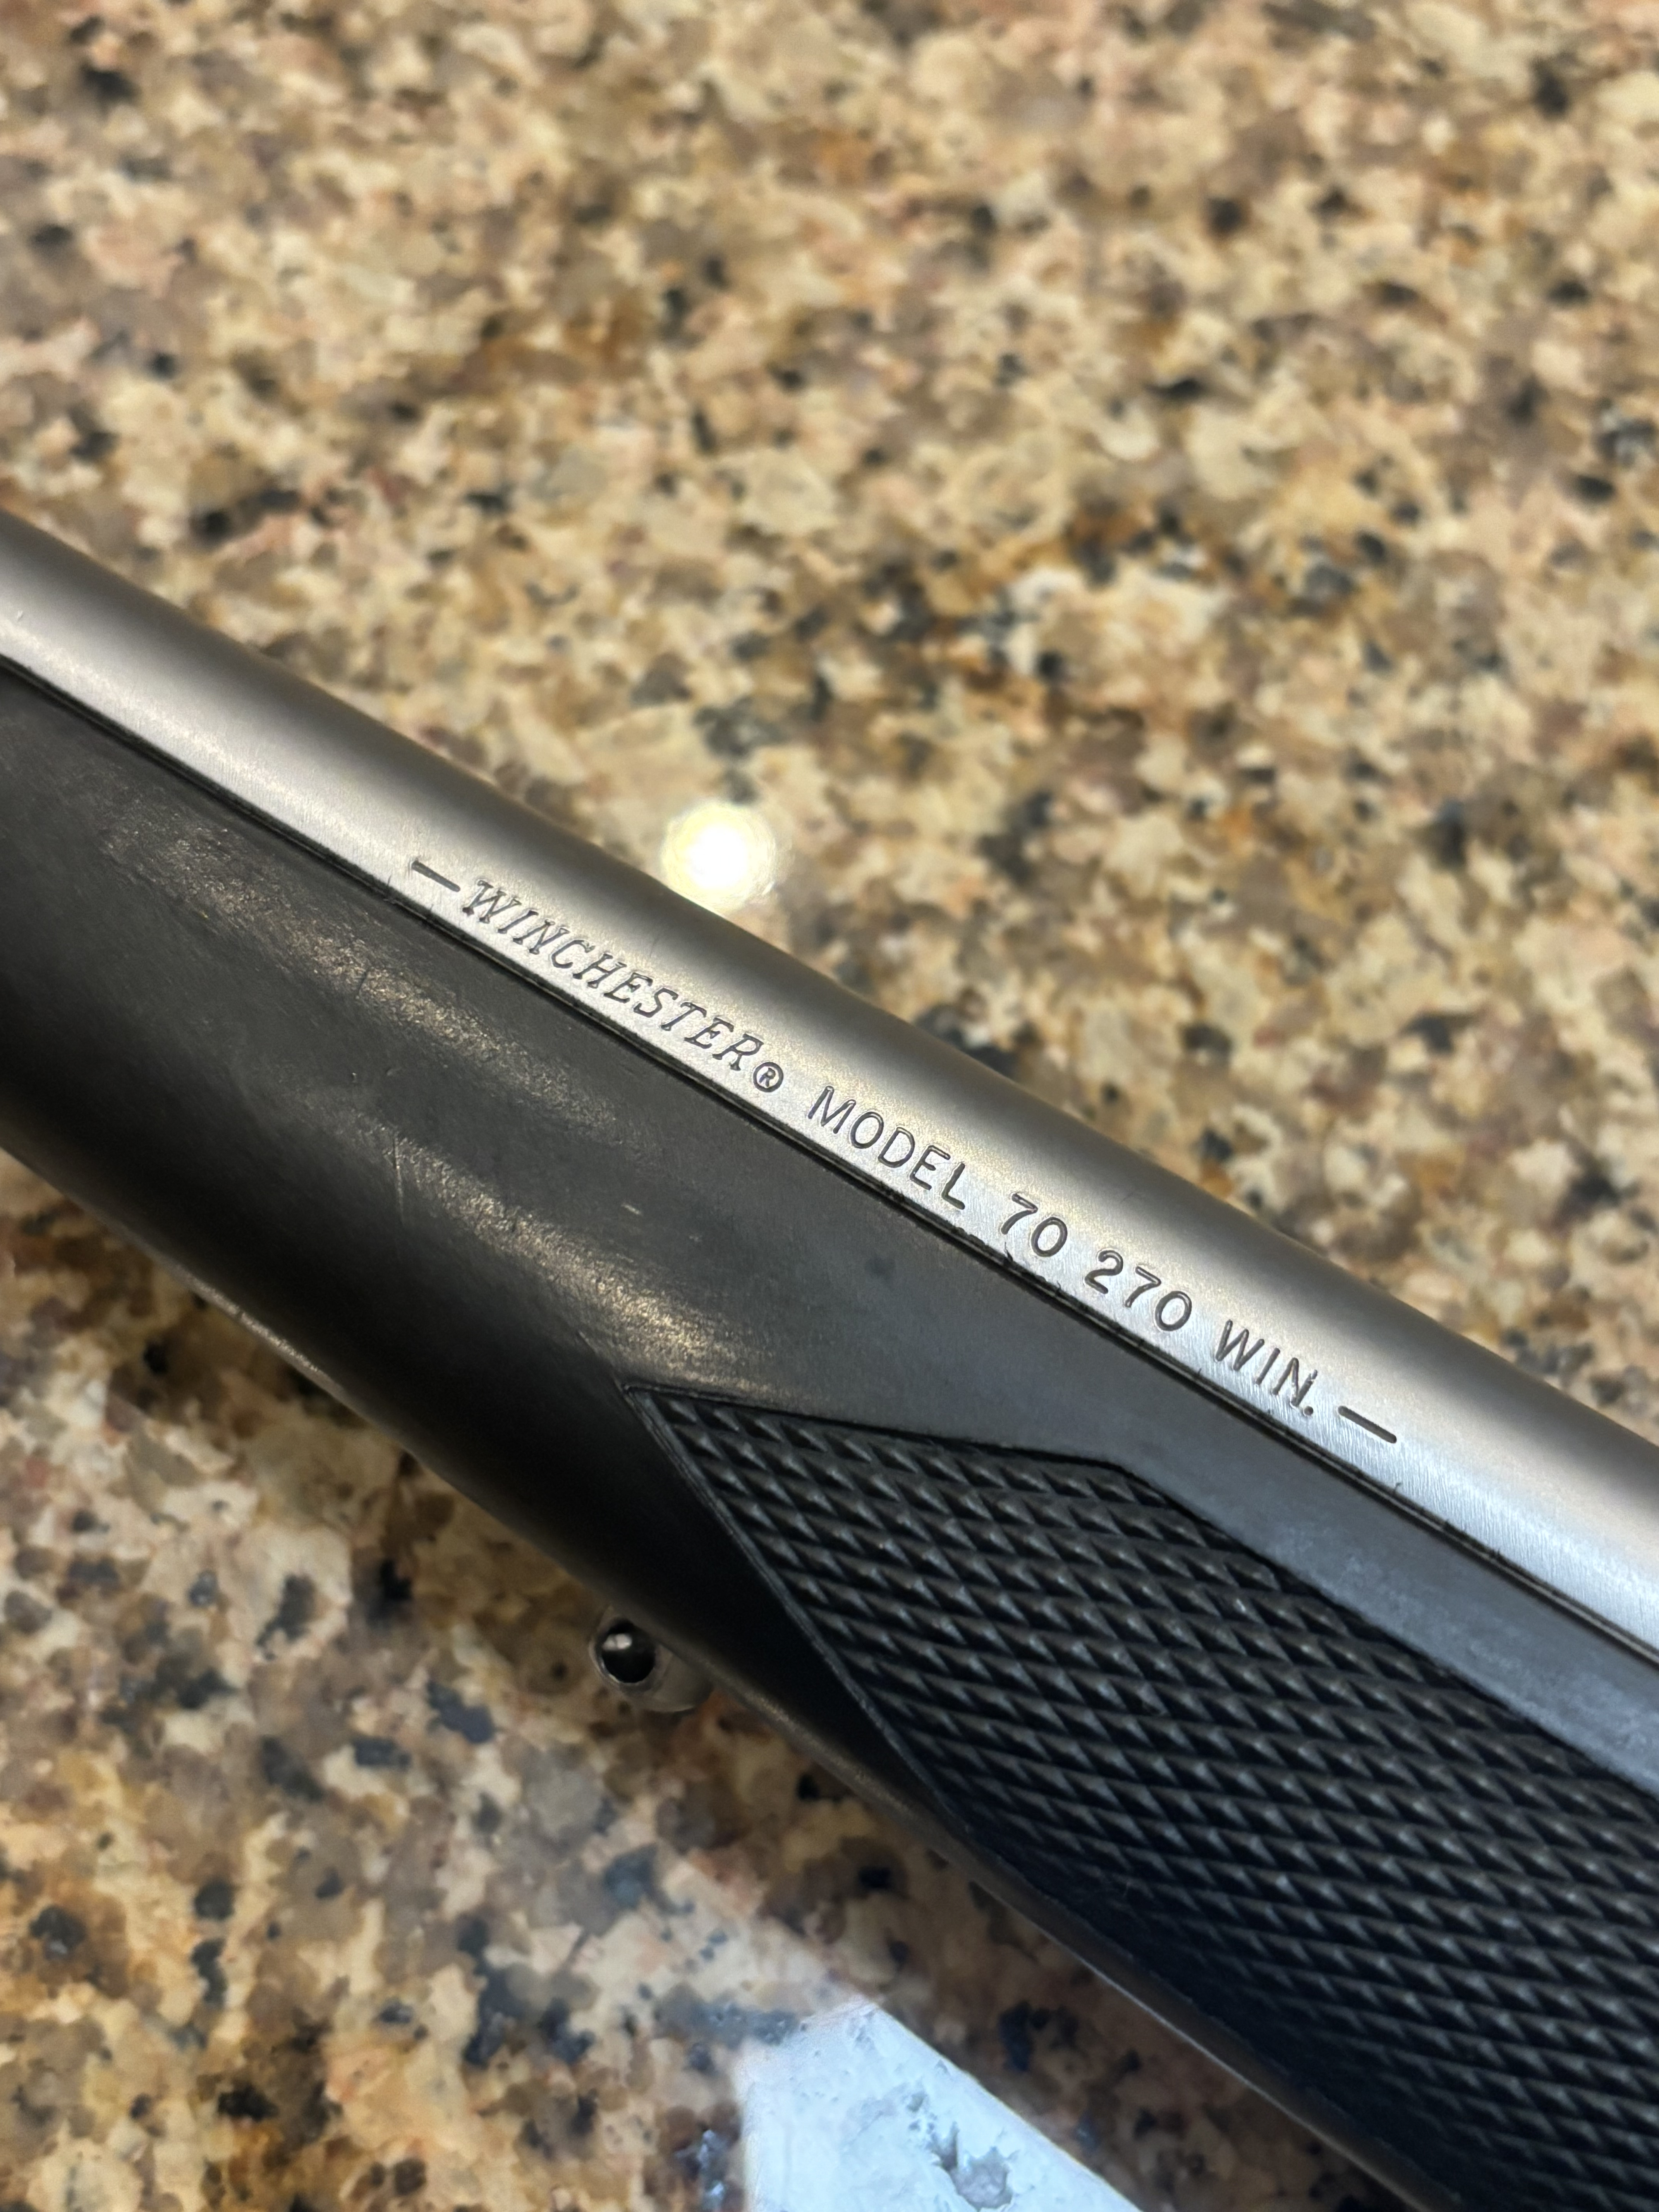 —WINCHESTER® MODEL 70 270 WIN.—